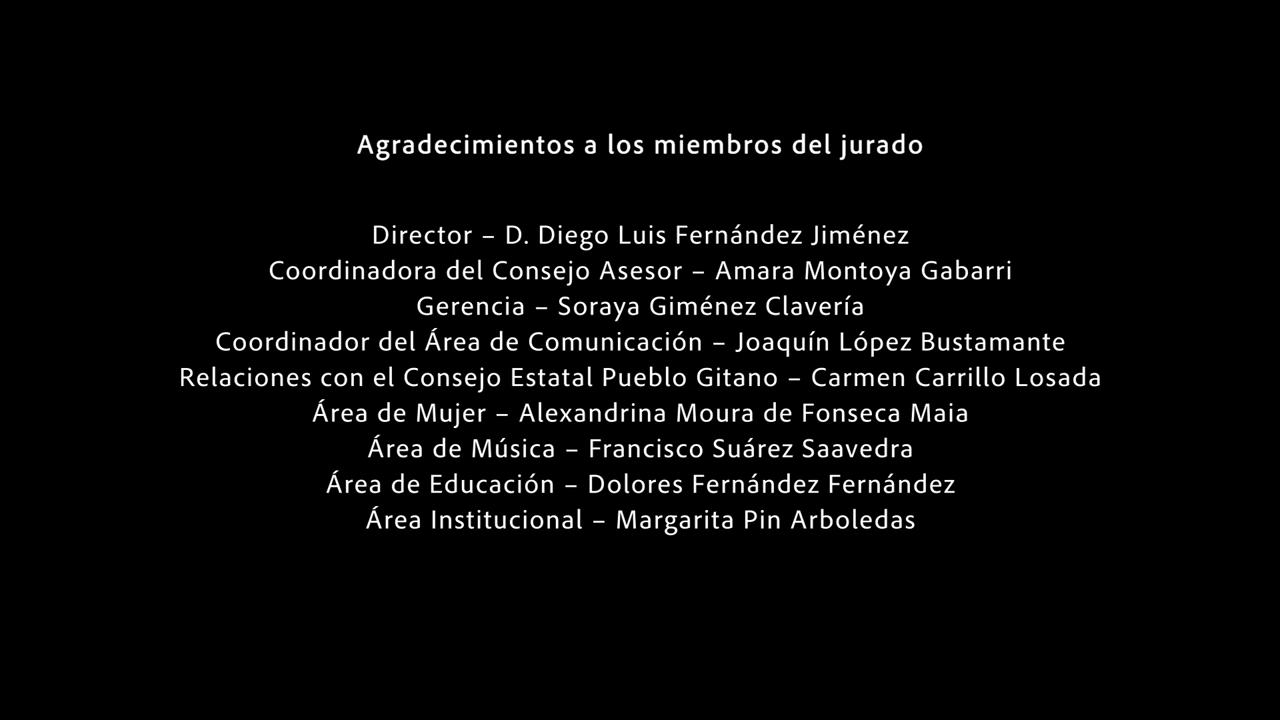 Agradecimientos a los miembros del jurado
Director – D. Diego Luis Fernández Jiménez
Coordinadora del Consejo Asesor – Amara Montoya Gabarri
Gerencia – Soraya Giménez Clavería
Coordinador del Área de Comunicación – Joaquín López Bustamante
Relaciones con el Consejo Estatal Pueblo Gitano – Carmen Carrillo Losada
Área de Mujer – Alexandrina Moura de Fonseca Maia
Área de Música – Francisco Suárez Saavedra
Área de Educación – Dolores Fernández Fernández
Área Institucional – Margarita Pin Arboledas